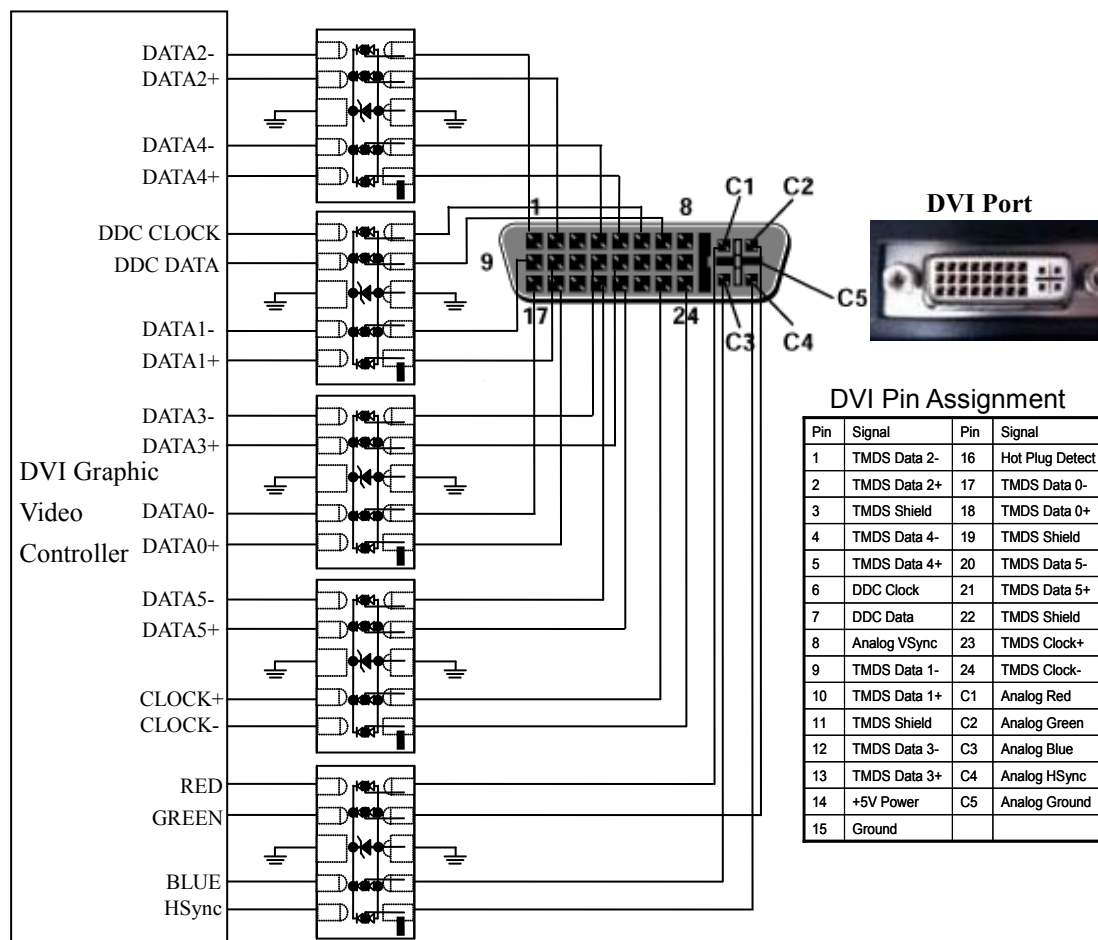 DATA2-
DATA2+
DATA4-
DATA4+
DDC CLOCK
DDC DATA
DATA1-
DATA1+
DATA3-
DATA3+
DVI Graphic
Video
Controller
DATA0-
DATA0+
DATA5-
DATA5+
CLOCK+
CLOCK-
RED
GREEN
BLUE
HSync
1
8
9
17
24
C1
C2
C3
C4
C5
DVI Port
DVI Pin Assignment
Pin Signal Pin Signal
1 TMDS Data 2- 16 Hot Plug Detect
2 TMDS Data 2+ 17 TMDS Data 0-
3 TMDS Shield 18 TMDS Data 0+
4 TMDS Data 4- 19 TMDS Shield
5 TMDS Data 4+ 20 TMDS Data 5-
6 DDC Clock 21 TMDS Data 5+
7 DDC Data 22 TMDS Shield
8 Analog VSync 23 TMDS Clock+
9 TMDS Data 1- 24 TMDS Clock-
10 TMDS Data 1+ C1 Analog Red
11 TMDS Shield C2 Analog Green
12 TMDS Data 3- C3 Analog Blue
13 TMDS Data 3+ C4 Analog HSync
14 +5V Power C5 Analog Ground
15 Ground